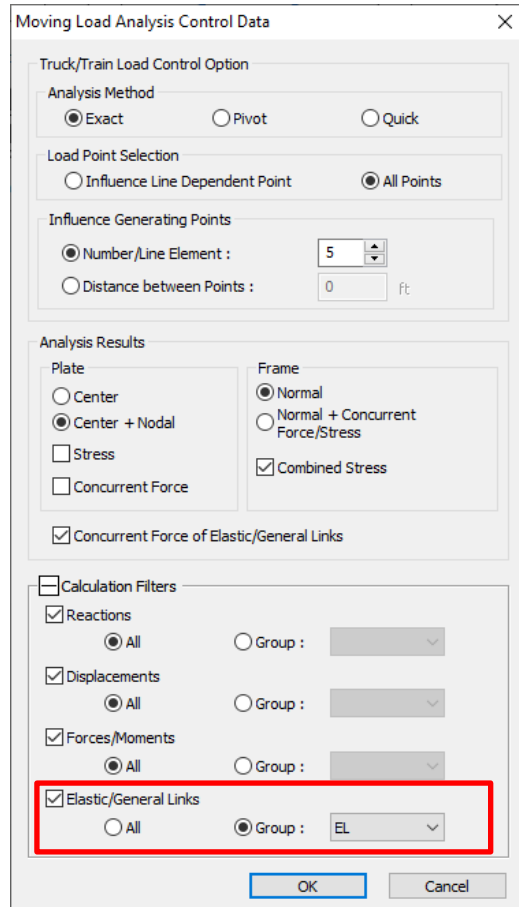 Moving Load Analysis Control Data
Truck/Train Load Control Option
Analysis Method
Exact Pivot Quick
Load Point Selection
Influence Line Dependent Point All Points
Influence Generating Points
Number/Line Element : 5
Distance between Points : 0 ft
Analysis Results
Plate Frame
Center Normal
Center + Nodal Normal + Concurrent
Force/Stress
Stress Combined Stress
Concurrent Force
Concurrent Force of Elastic/General Links
Calculation Filters
Reactions
All Group :
Displacements
All Group :
Forces/Moments
All Group :
Elastic/General Links
All Group : EL
OK Cancel